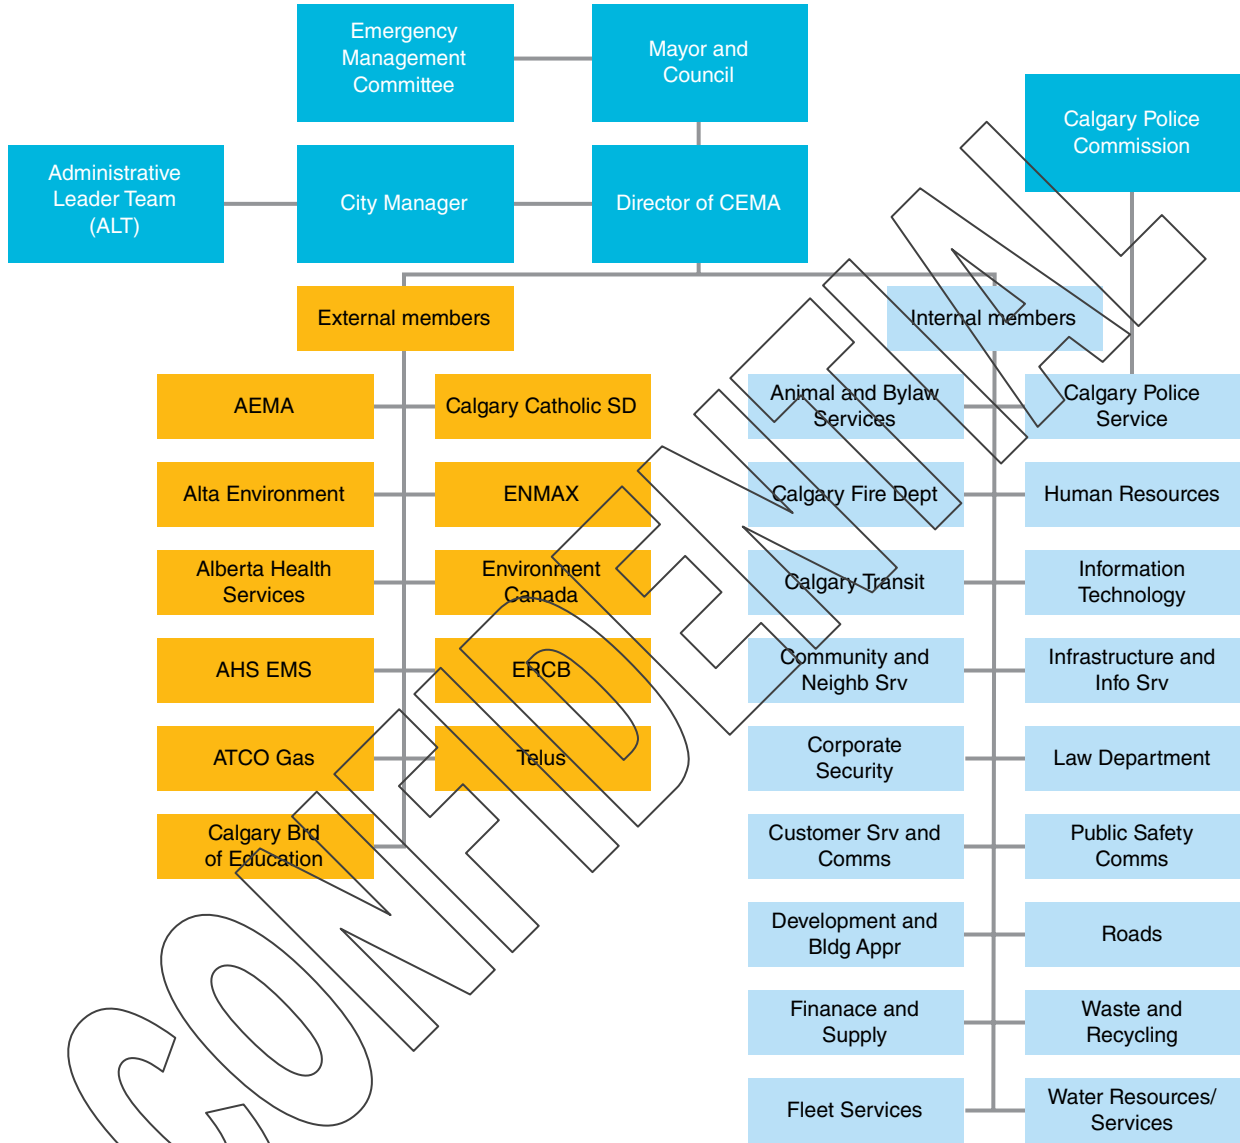 Emergency
Management
Committee
Mayor and
Council
Calgary Police
Commission
Administrative
Leader Team
(ALT)
City Manager
Director of CEMA
External members
Internal members
AEMA
Calgary Catholic SD
Alta Environment
ENMAX
Alberta Health
Services
Environment
Canada
AHS EMS
ERCB
ATCO Gas
Telus
Calgary Brd
of Education
Animal and Bylaw
Services
Calgary Police
Service
Calgary Fire Dept
Human Resources
Calgary Transit
Information
Technology
Community and
Neighb Srv
Infrastructure and
Info Srv
Corporate
Security
Law Department
Customer Srv and
Comms
Public Safety
Comms
Development and
Bldg Appr
Roads
Finanace and
Supply
Waste and
Recycling
Fleet Services
Water Resources/
Services
CONFIDENTIAL